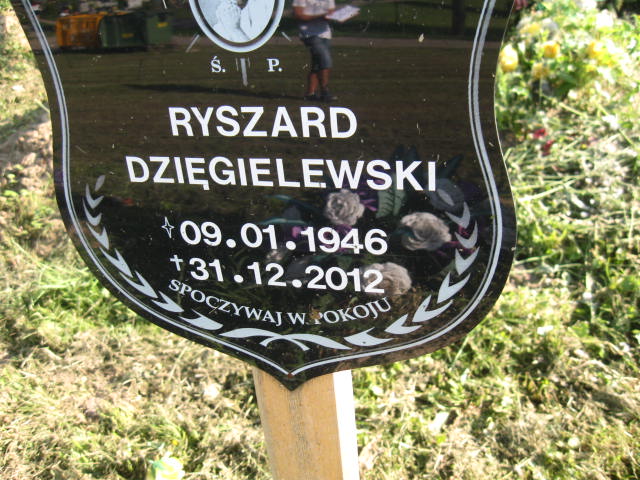 Ś. P.
RYSZARD
DZIĘGIELEWSKI
09.01.1946
†31.12.2012
SPOCZYWAJ W POKOJU